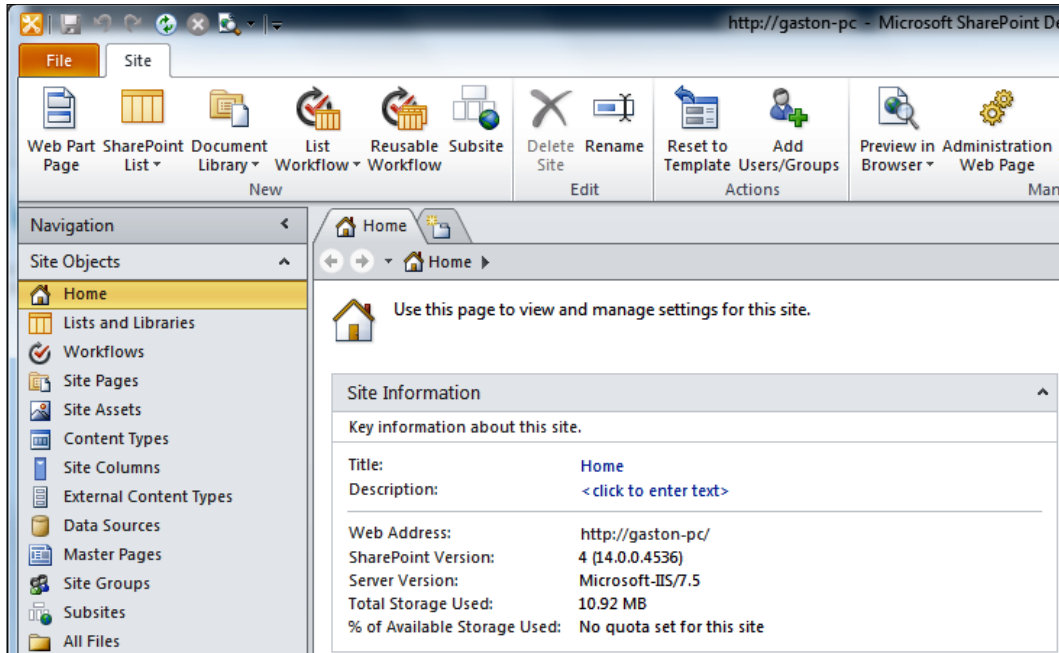 http://gaston-pc - Microsoft SharePoint De
File Site
Web Part Page
SharePoint List
Document Library
List Workflow
Reusable Workflow
Subsite
Delete Site
Rename
Reset to Template
Add Users/Groups
Preview in Browser
Administration Web Page
New
Edit
Actions
Man
Navigation
Site Objects
Home
Lists and Libraries
Workflows
Site Pages
Site Assets
Content Types
Site Columns
External Content Types
Data Sources
Master Pages
Site Groups
Subsites
All Files
Home
Home
Use this page to view and manage settings for this site.
Site Information
Key information about this site.
Title: Home
Description: <click to enter text>
Web Address: http://gaston-pc/
SharePoint Version: 4 (14.0.0.4536)
Server Version: Microsoft-IIS/7.5
Total Storage Used: 10.92 MB
% of Available Storage Used: No quota set for this site